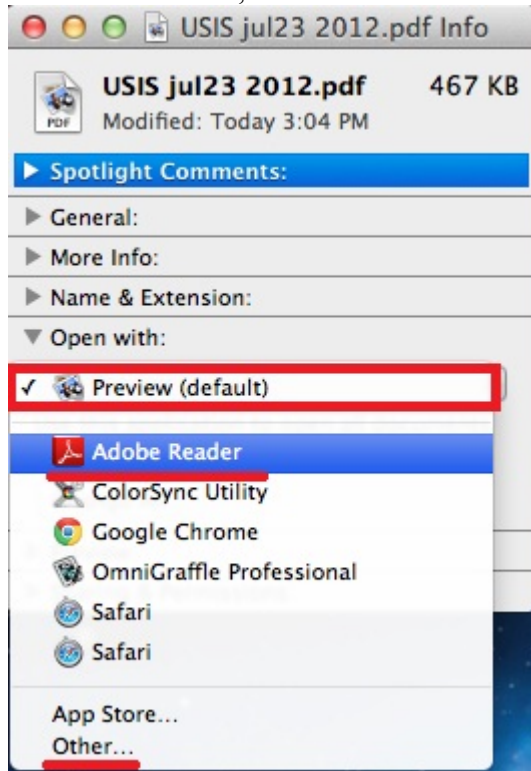 USIS jul23 2012.pdf Info
USIS jul23 2012.pdf 467 KB
PDF
Modified: Today 3:04 PM
Spotlight Comments:
General:
More Info:
Name & Extension:
Open with:
✓ Preview (default)
Adobe Reader
ColorSync Utility
Google Chrome
OmniGraffle Professional
Safari
Safari
App Store...
Other...